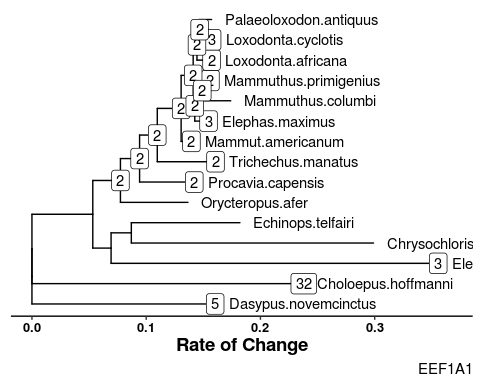 Palaeoloxodon.antiquus
2
3 Loxodonta.cyclotis
2
2 Loxodonta.africana
2
2 Mammuthus.primigenius
2
Mammuthus.columbi
2 2
3 Elephas.maximus
2
2 Mammut.americanum
2 Trichechus.manatus
2
2 Procavia.capensis
2
Orycteropus.afer
Echinops.telfairi
Chrysochloris
3 Ele
32 Choloepus.hoffmanni
5 Dasypus.novemcinctus
0.0 0.1 0.2 0.3
Rate of Change
EEF1A1